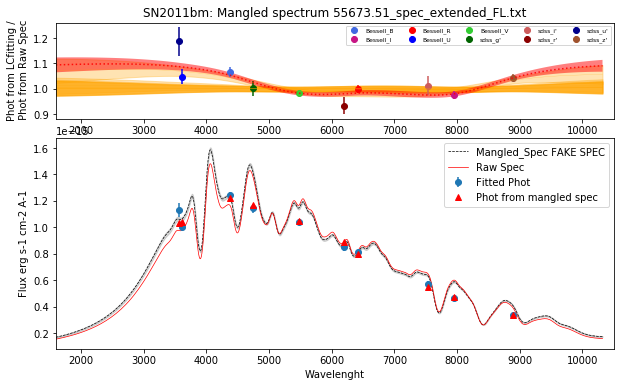 SN2011bm: Mangled spectrum 55673.51_spec_extended_FL.txt
Phot from LCfitting /
Phot from Raw Spec
1.2
1.1
1.0
0.9
Bessell_B
Bessell_I
Bessell_R
Bessell_U
Bessell_V
sdss_g'
sdss_i'
sdss_r'
sdss_u'
sdss_z'
2000 3000 4000 5000 6000 7000 8000 9000 10000
Flux erg s-1 cm-2 A-1
1.6
1.4
1.2
1.0
0.8
0.6
0.4
0.2
Mangled_Spec FAKE SPEC
Raw Spec
Fitted Phot
Phot from mangled spec
2000 3000 4000 5000 6000 7000 8000 9000 10000
Wavelenght